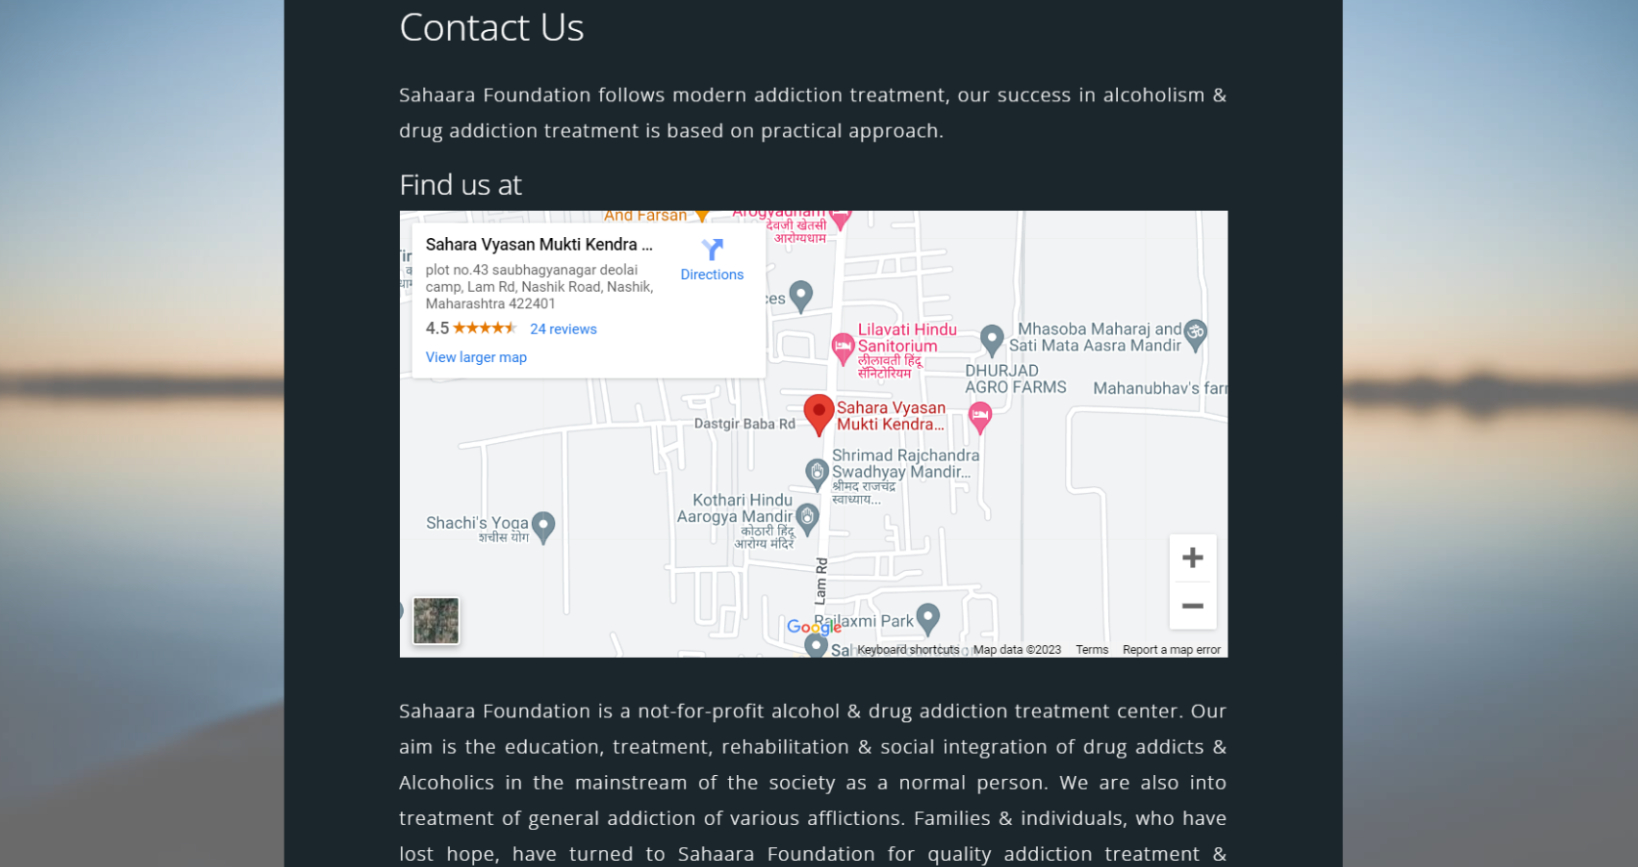 Contact Us
Sahaara Foundation follows modern addiction treatment, our success in alcoholism &
drug addiction treatment is based on practical approach.
Find us at
And Farsan
Arogyadham
देवजी खेतसी
आरोग्यधाम
Sahara Vyasan Mukti Kendra ...
plot no.43 saubhagyanagar deolai
camp, Lam Rd, Nashik Road, Nashik,
Maharashtra 422401
4.5
24 reviews
View larger map
Directions
Lilavati Hindu
Sanitorium
लीलावती हिंदू
सॅनिटोरियम
Mhasoba Maharaj and
Sati Mata Aasra Mandir
DHURJAD
AGRO FARMS
Mahanubhav's
Dastgir Baba Rd
Sahara Vyasan
Mukti Kendra...
Shrimad Rajchandra
Swadhyay Mandir...
श्रीमद राजचंद्र
स्वाध्याय...
Kothari Hindu
Aarogya Mandir
कोठारी हिंदू
आरोग्य मंदिर
Shachi's Yoga
शचीस योग
Lam Rd
Rajlaxmi Park
Google
Keyboard shortcuts
Map data ©2023
Terms
Report a map error
Sahaara Foundation is a not-for-profit alcohol & drug addiction treatment center. Our
aim is the education, treatment, rehabilitation & social integration of drug addicts &
Alcoholics in the mainstream of the society as a normal person. We are also into
treatment of general addiction of various afflictions. Families & individuals, who have
lost hope, have turned to Sahaara Foundation for quality addiction treatment &